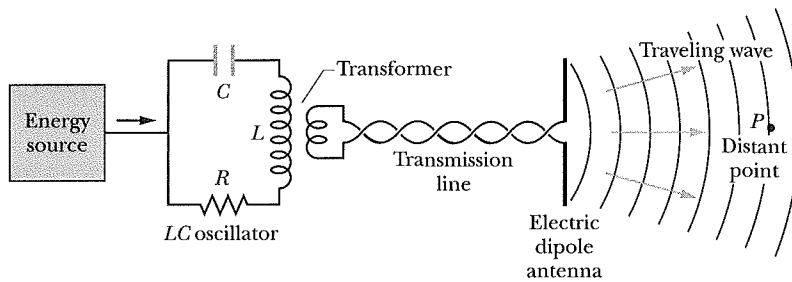 Energy
source
C
L
R
LC oscillator
Transformer
Transmission
line
Electric
dipole
antenna
Traveling wave
P
Distant
point